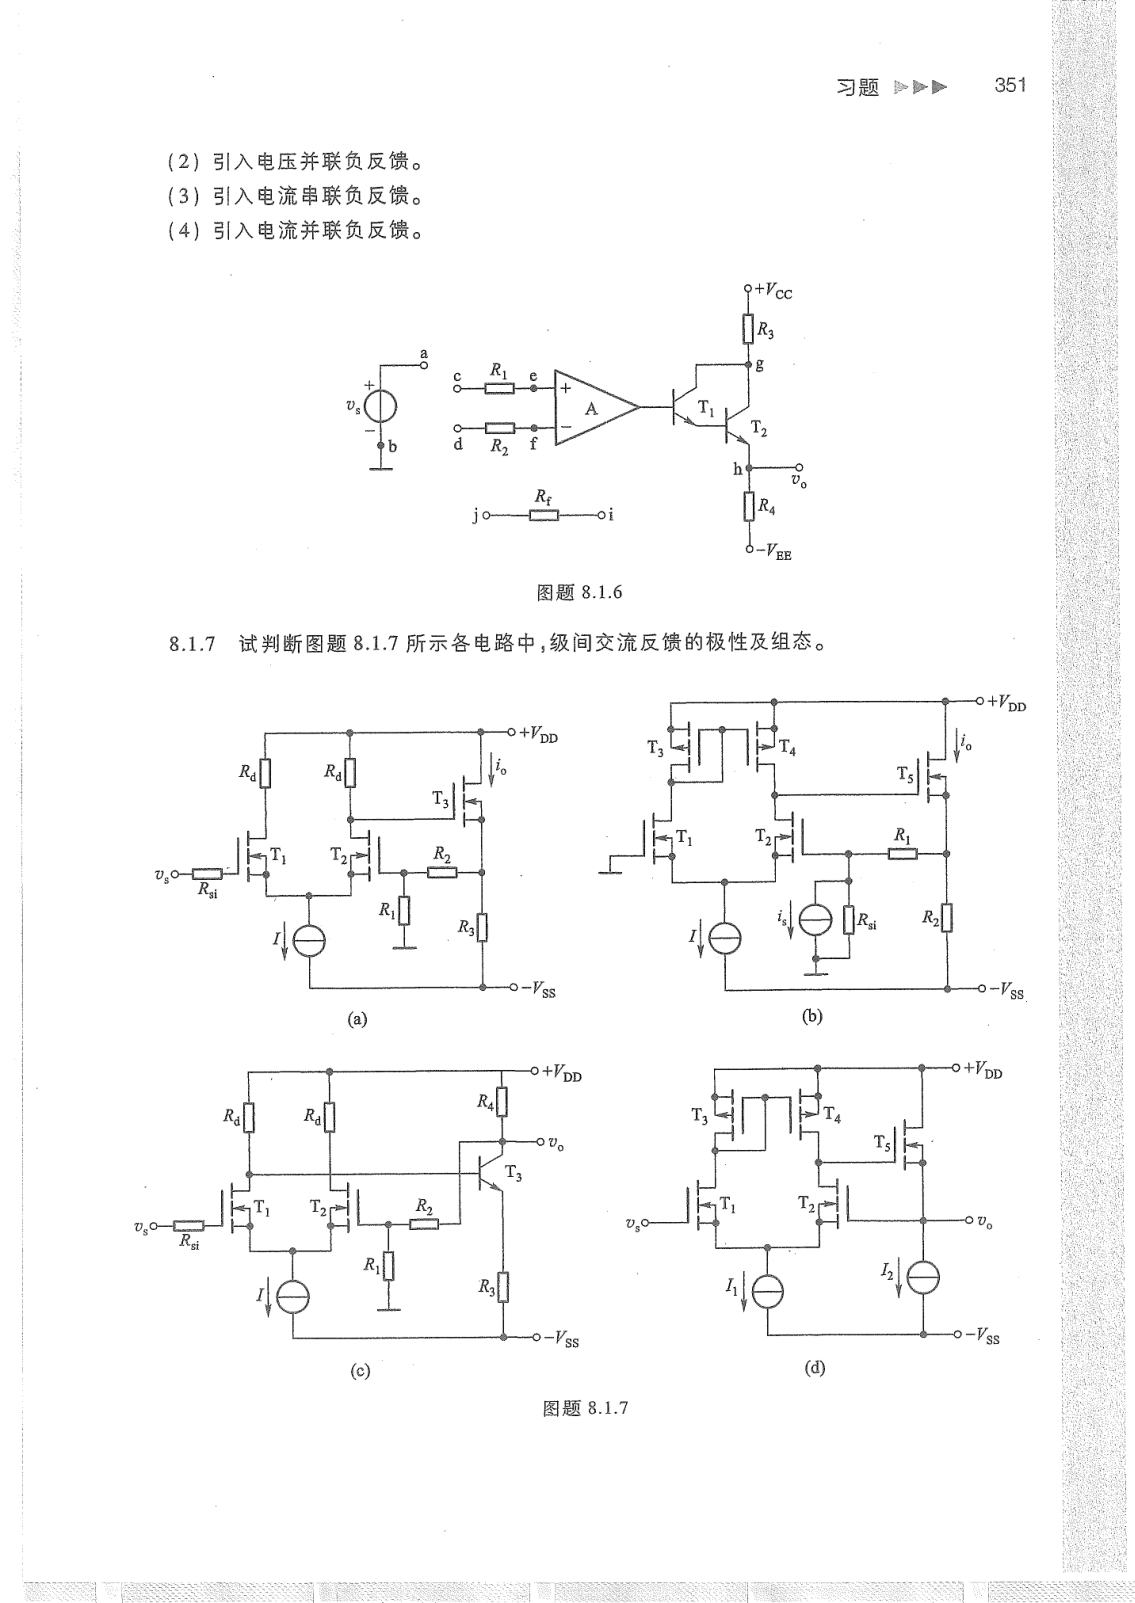 习题 351
(2) 引入电压并联负反馈。
(3) 引入电流串联负反馈。
(4) 引入电流并联负反馈。
+VCC
R3
a
c R1 e
g
+
+
vs
A
T1
T2
−
−
b
d R2 f
h
vo
Rf
j i
R4
−VEE
图题 8.1.6
8.1.7 试判断图题 8.1.7 所示各电路中,级间交流反馈的极性及组态。
+VDD
Rd Rd
io
T3
T1 T2
R2
vs
Rsi
R1
R3
I
−VSS
(a)
+VDD
T3 T4
io
T5
T1 T2
R1
is
Rsi
R2
I
−VSS
(b)
+VDD
R4
Rd Rd
vo
T3
T1 T2
R2
vs
Rsi
R1
R3
I
−VSS
(c)
+VDD
T3 T4
T5
T1 T2
vs
vo
I1
I2
−VSS
(d)
图题 8.1.7